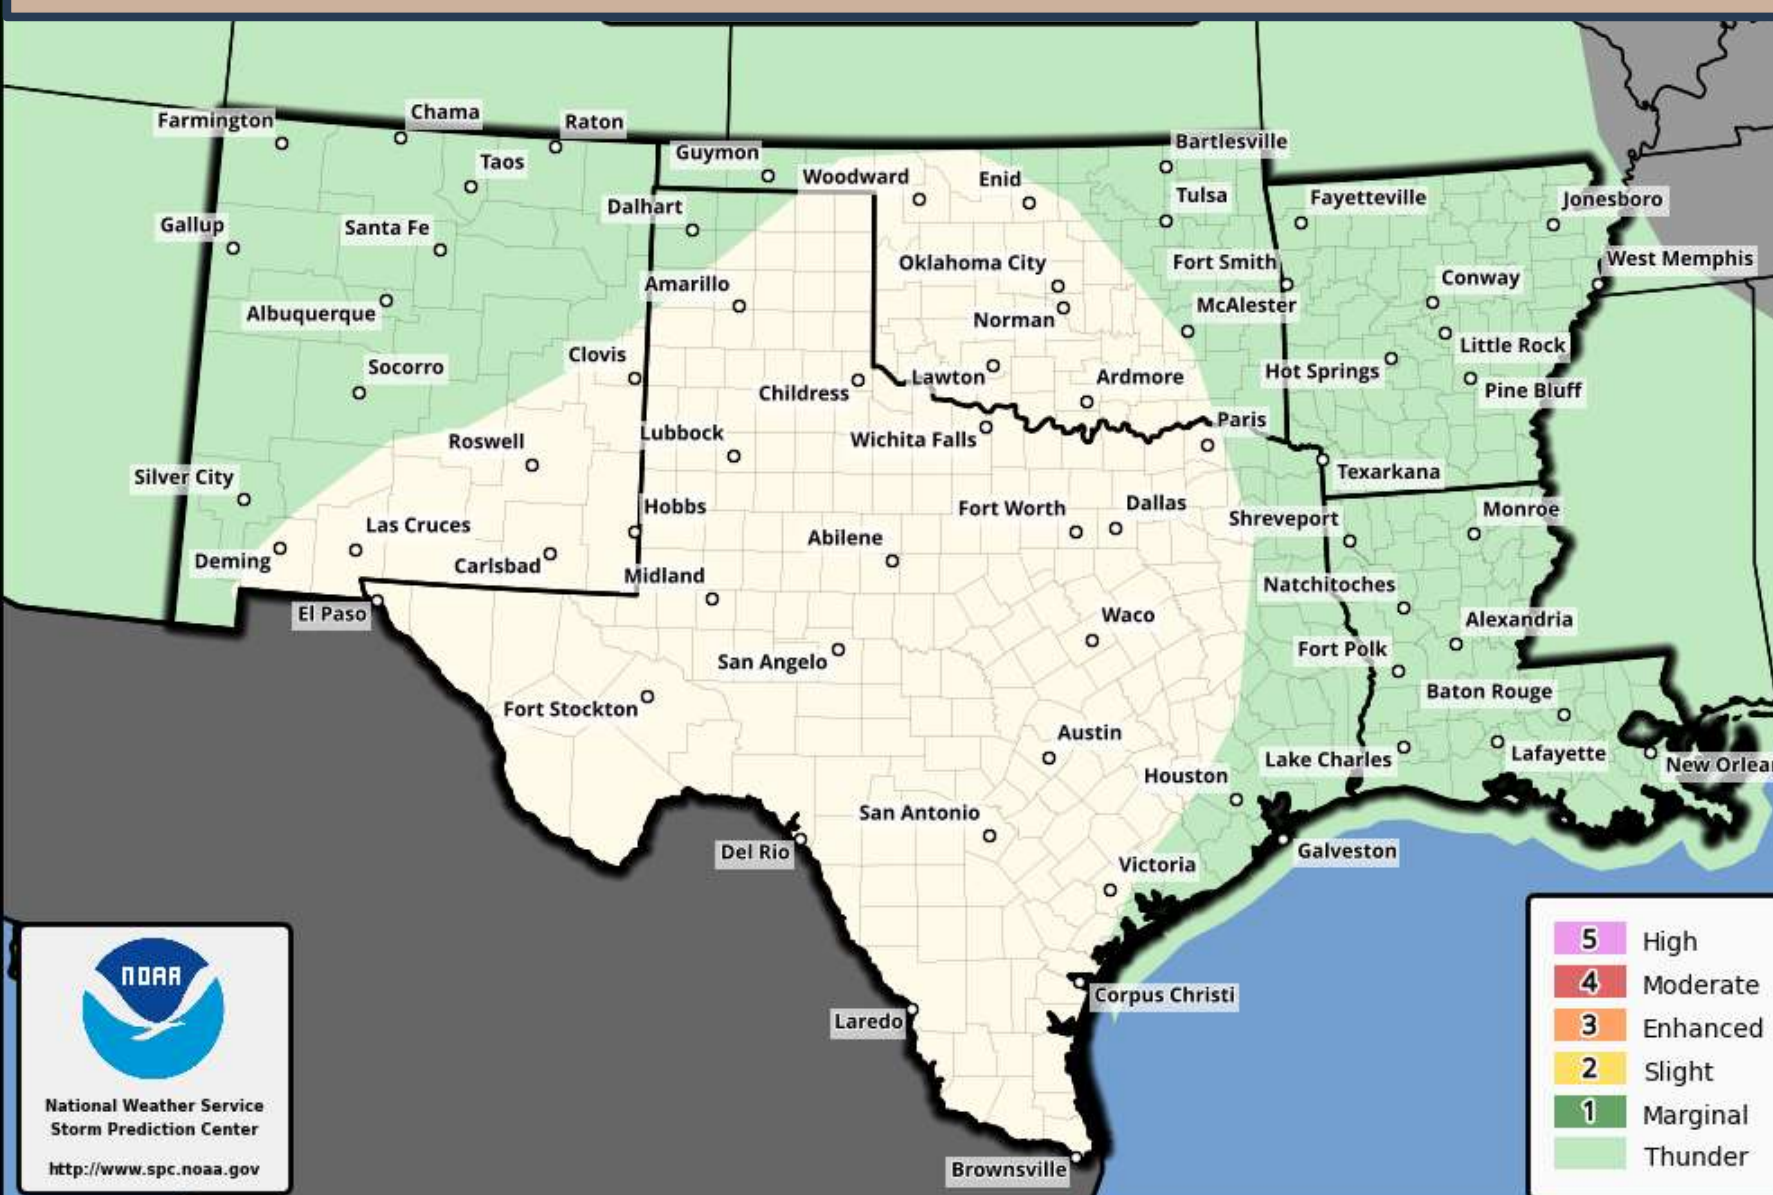 Farmington
Chama
Raton
Taos
Guymon
Woodward
Enid
Bartlesville
Tulsa
Fayetteville
Jonesboro
Gallup
Santa Fe
Dalhart
Oklahoma City
Fort Smith
West Memphis
Amarillo
Conway
Albuquerque
Norman
McAlester
Clovis
Little Rock
Socorro
Childress
Lawton
Ardmore
Hot Springs
Pine Bluff
Roswell
Lubbock
Wichita Falls
Paris
Silver City
Texarkana
Las Cruces
Hobbs
Fort Worth
Dallas
Shreveport
Monroe
Deming
Carlsbad
Abilene
Midland
Natchitoches
El Paso
Waco
Alexandria
San Angelo
Fort Polk
Fort Stockton
Baton Rouge
Austin
Lake Charles
Lafayette
New Orlea
Houston
San Antonio
Del Rio
Galveston
Victoria
Corpus Christi
Laredo
Brownsville
NOAA
National Weather Service
Storm Prediction Center
http://www.spc.noaa.gov
5 High
4 Moderate
3 Enhanced
2 Slight
1 Marginal
Thunder